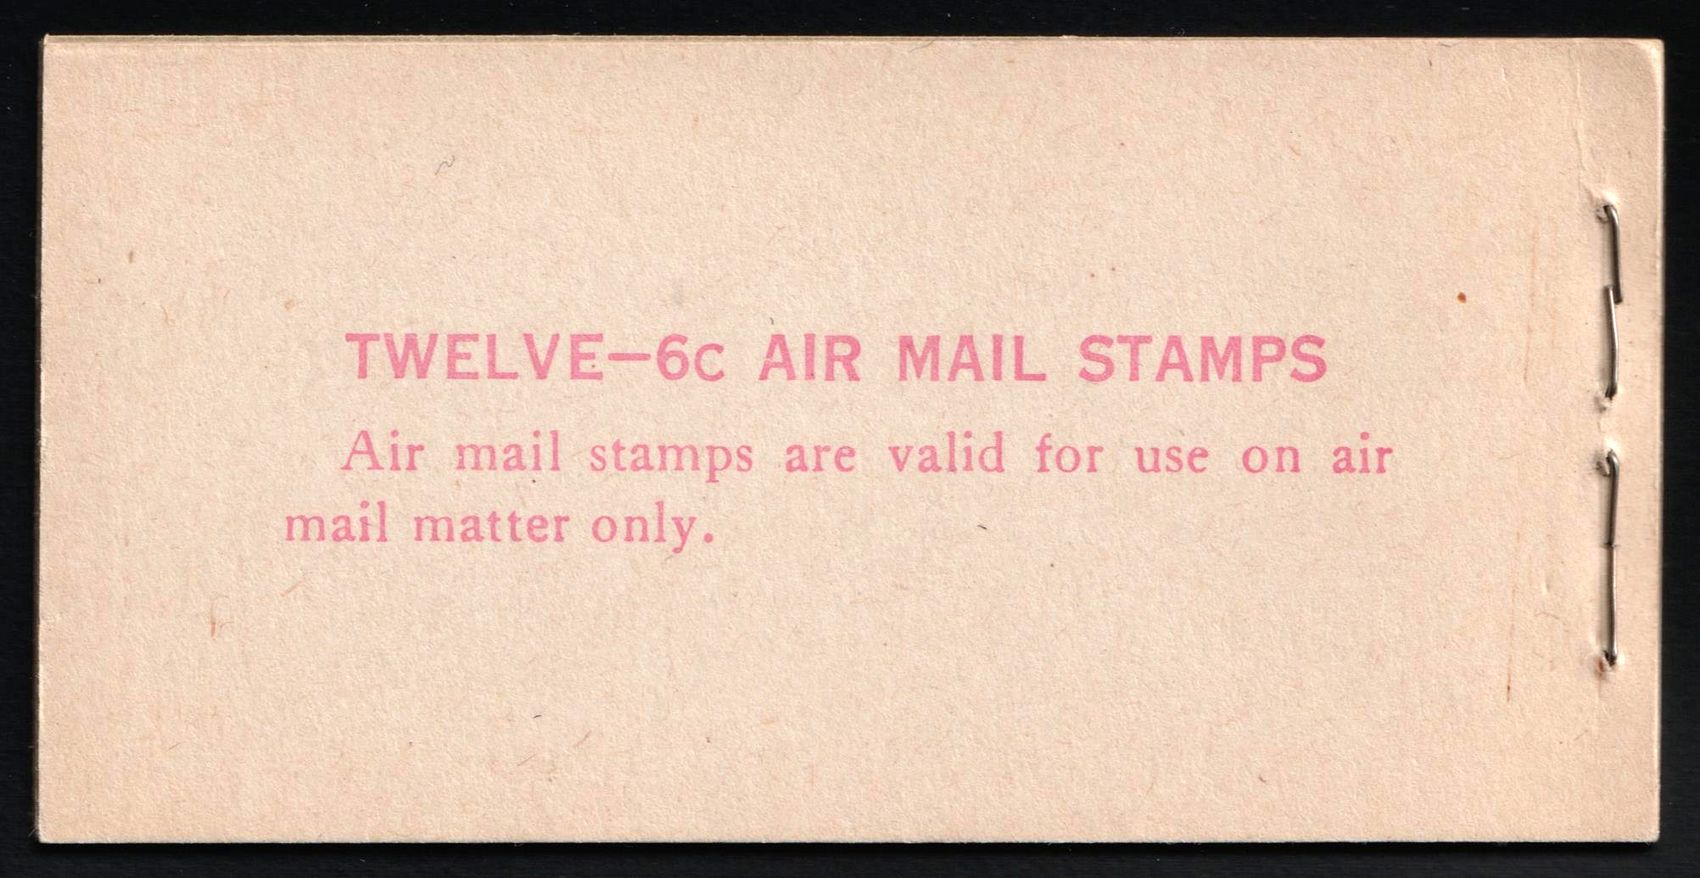 TWELVE—6c AIR MAIL STAMPS
Air mail stamps are valid for use on air
mail matter only.